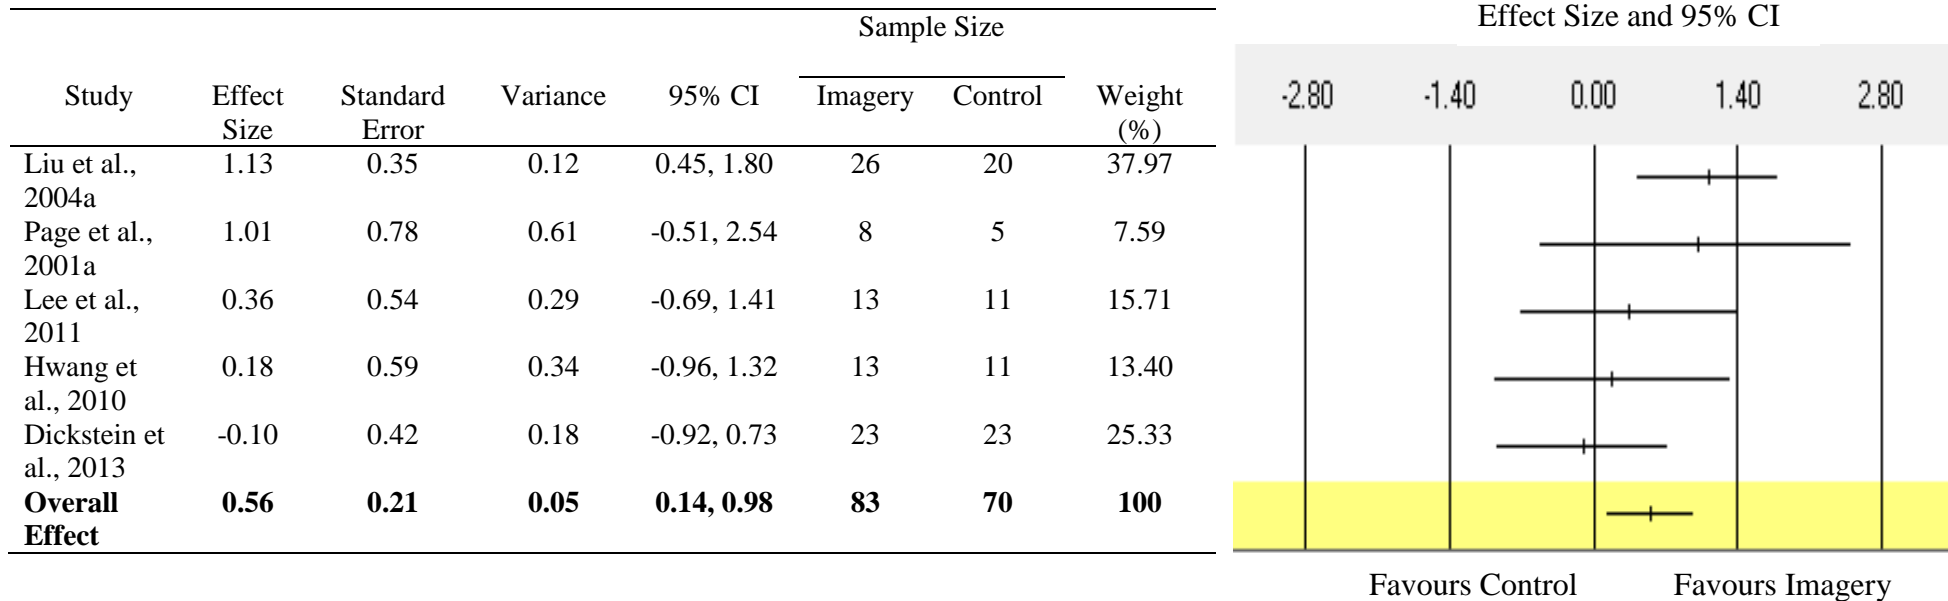 Sample Size
Effect Size and 95% CI
Study Effect Size Standard Error Variance 95% CI Imagery Control Weight (%)
-2.80 -1.40 0.00 1.40 2.80
Liu et al., 2004a 1.13 0.35 0.12 0.45, 1.80 26 20 37.97
Page et al., 2001a 1.01 0.78 0.61 -0.51, 2.54 8 5 7.59
Lee et al., 2011 0.36 0.54 0.29 -0.69, 1.41 13 11 15.71
Hwang et al., 2010 0.18 0.59 0.34 -0.96, 1.32 13 11 13.40
Dickstein et al., 2013 -0.10 0.42 0.18 -0.92, 0.73 23 23 25.33
Overall Effect 0.56 0.21 0.05 0.14, 0.98 83 70 100
Favours Control Favours Imagery